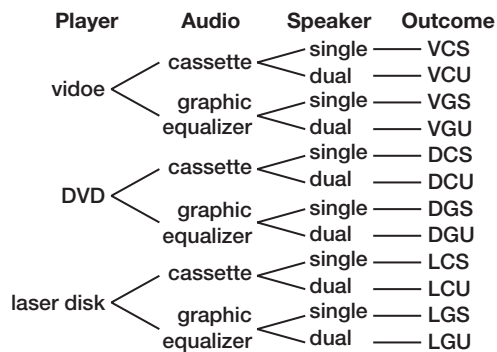 Player Audio Speaker Outcome
cassette single VCS
dual VCU
vidoe
graphic equalizer single VGS
dual VGU
cassette single DCS
dual DCU
DVD
graphic equalizer single DGS
dual DGU
cassette single LCS
dual LCU
laser disk
graphic equalizer single LGS
dual LGU